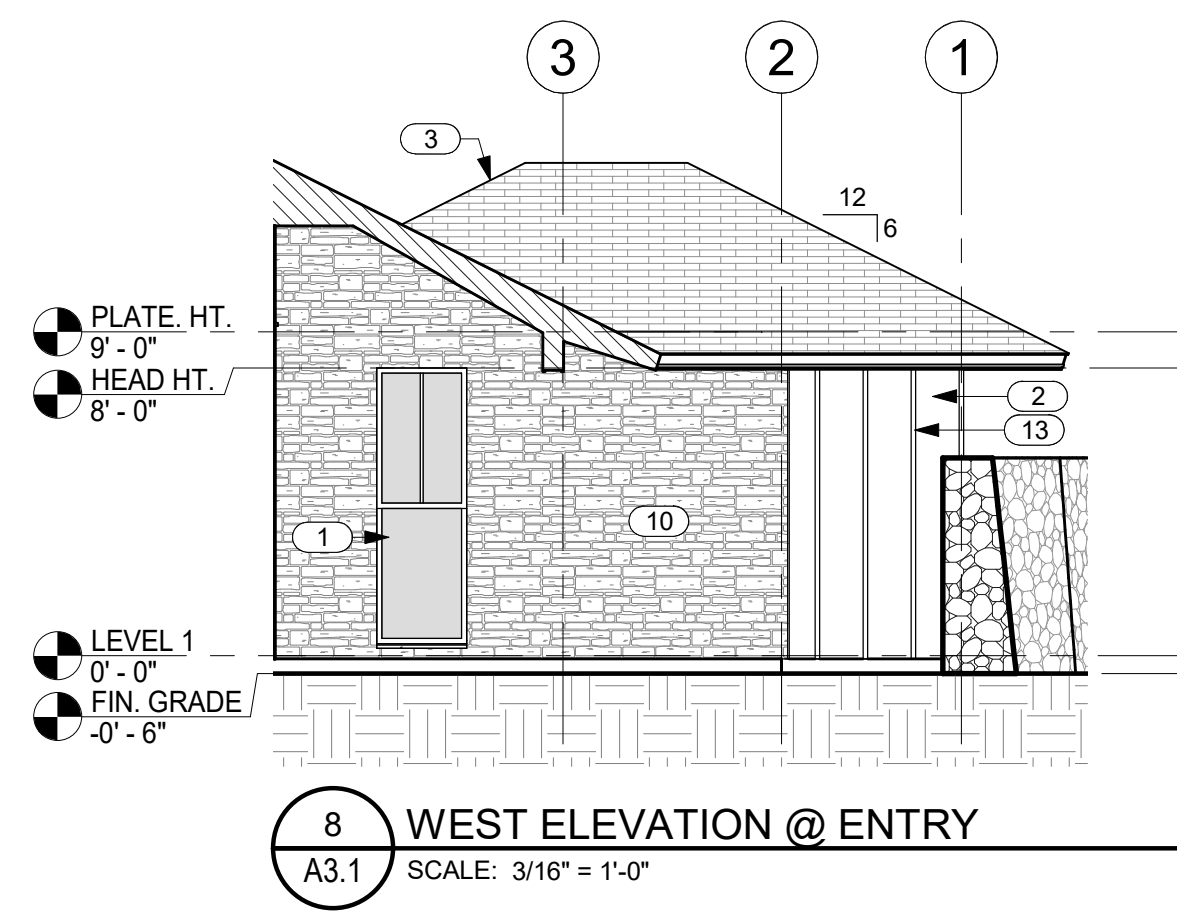 3
2
1
3
12
6
PLATE. HT.
9' - 0"
HEAD HT.
8' - 0"
2
13
10
1
LEVEL 1
0' - 0"
FIN. GRADE
-0' - 6"
8
A3.1
WEST ELEVATION @ ENTRY
SCALE: 3/16" = 1'-0"